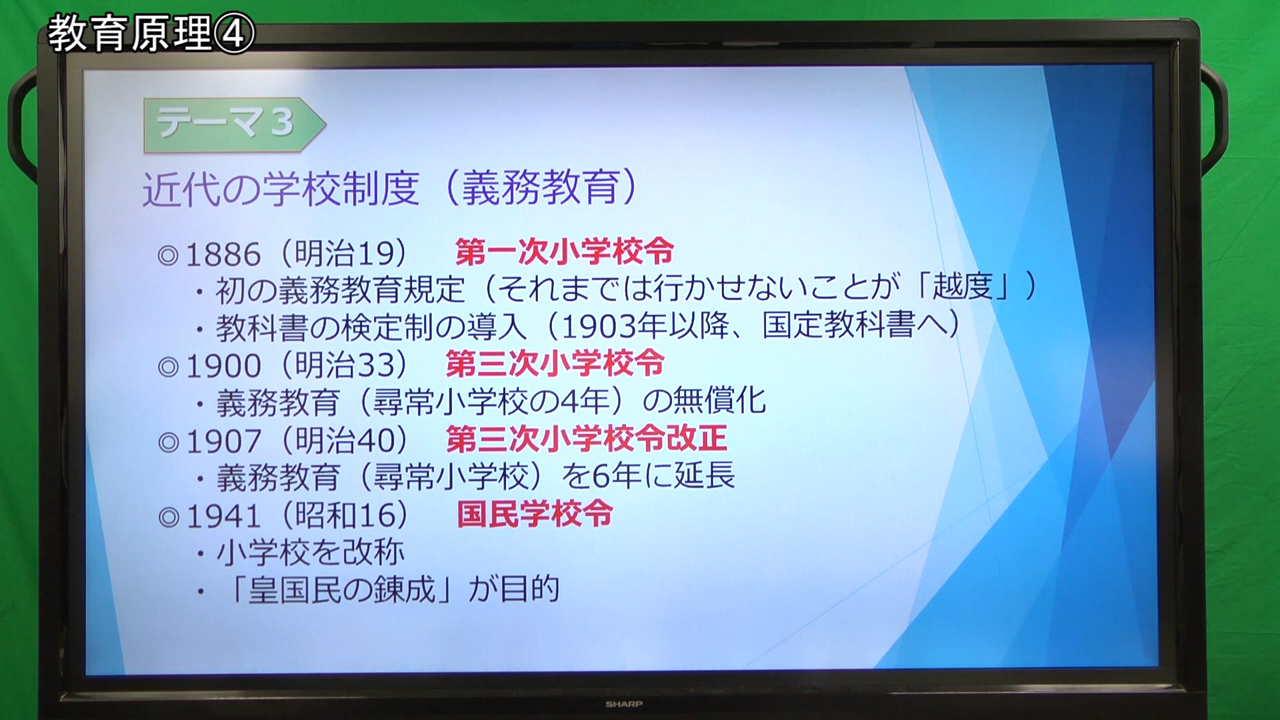 教育原理④
テーマ3
近代の学校制度（義務教育）
◎1886（明治19）　第一次小学校令
・初の義務教育規定（それまでは行かせないことが「越度」）
・教科書の検定制の導入（1903年以降、国定教科書へ）
◎1900（明治33）　第三次小学校令
・義務教育（尋常小学校の4年）の無償化
◎1907（明治40）　第三次小学校令改正
・義務教育（尋常小学校）を6年に延長
◎1941（昭和16）　国民学校令
・小学校を改称
・「皇国民の錬成」が目的
SHARP